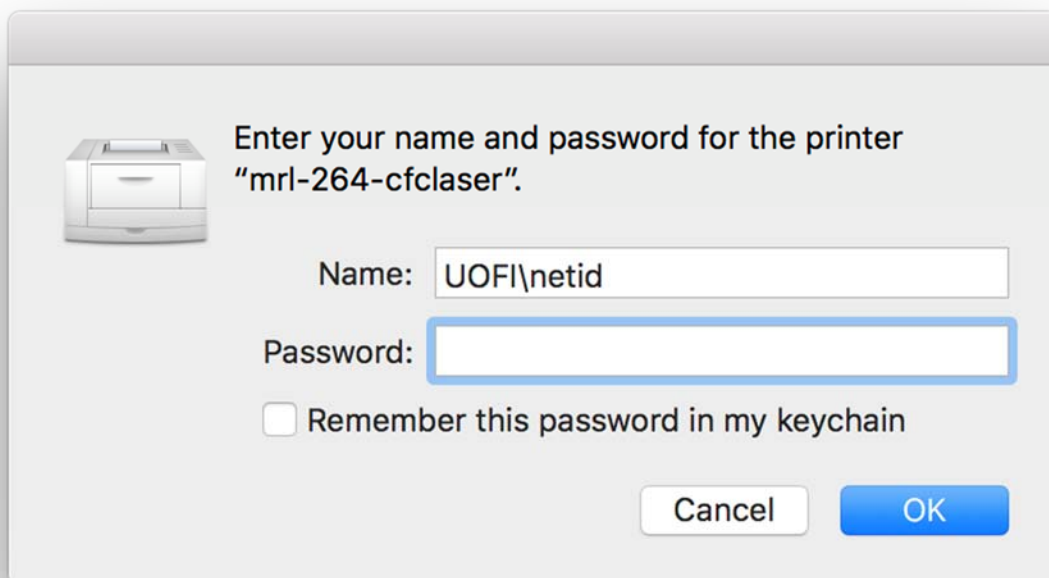 Enter your name and password for the printer
“mrl-264-cfclaser”.
Name: UOFI\netid
Password:
Remember this password in my keychain
Cancel OK